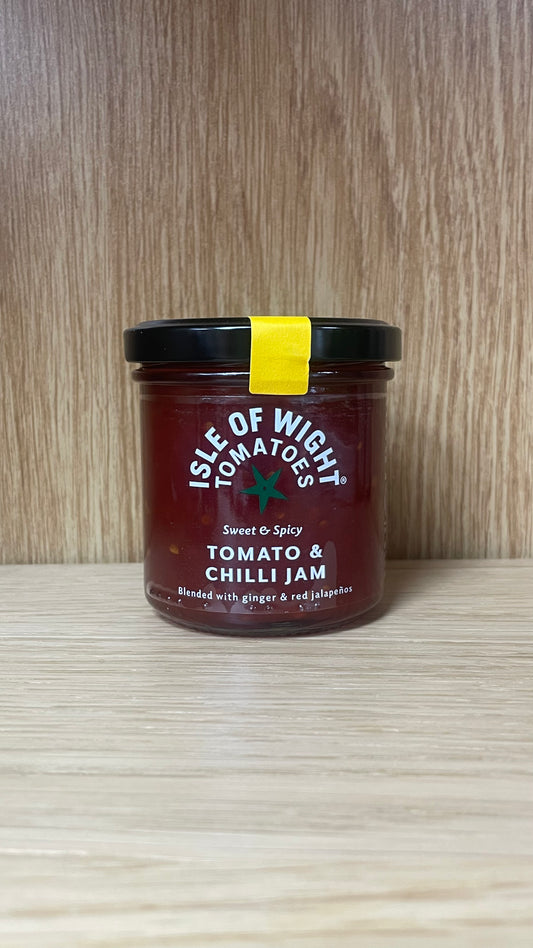 ISLE OF WIGHT
TOMATOES®
Sweet & Spicy
TOMATO &
CHILLI JAM
Blended with ginger & red jalapeños